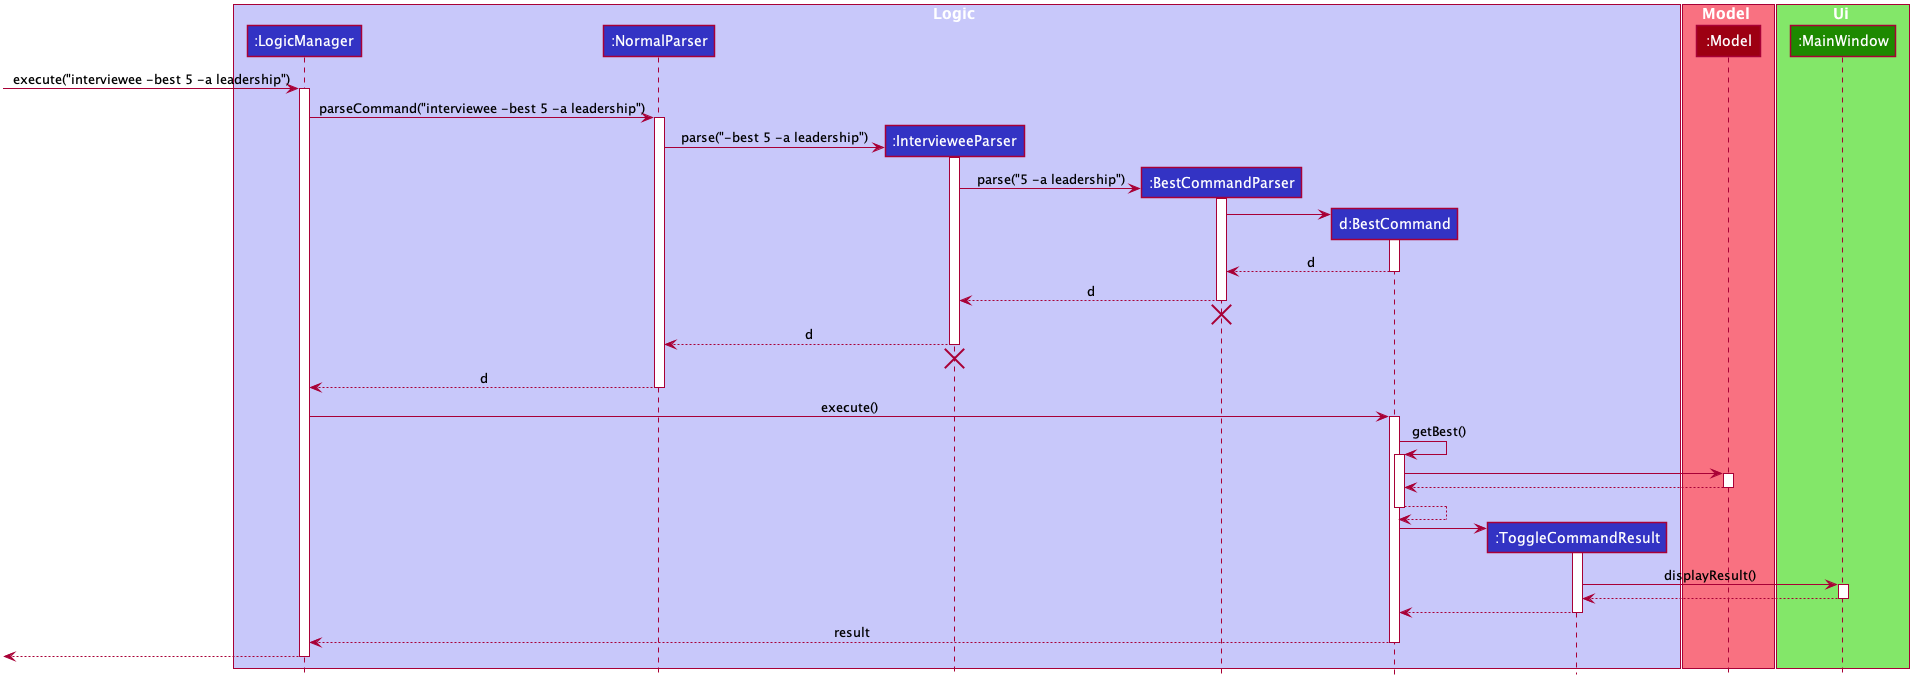 Logic
Model
Ui
:LogicManager
:NormalParser
:Model
:MainWindow
execute("interviewee -best 5 -a leadership")
parseCommand("interviewee -best 5 -a leadership")
parse("-best 5 -a leadership")
:IntervieweeParser
parse("5 -a leadership")
:BestCommandParser
d:BestCommand
d
d
d
d
execute()
getBest()
:ToggleCommandResult
displayResult()
result